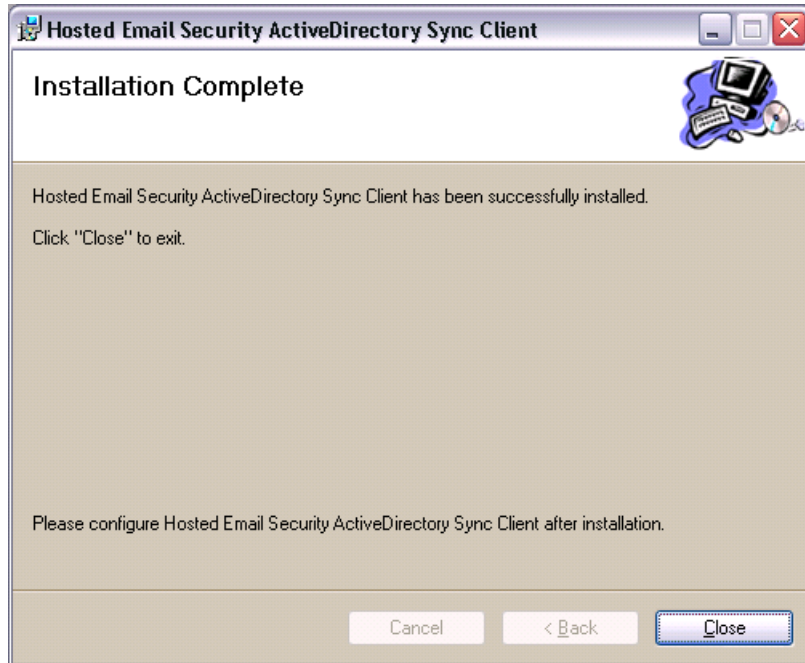 Hosted Email Security ActiveDirectory Sync Client
Installation Complete
Hosted Email Security ActiveDirectory Sync Client has been successfully installed.
Click "Close" to exit.
Please configure Hosted Email Security ActiveDirectory Sync Client after installation.
Cancel
< Back
Close